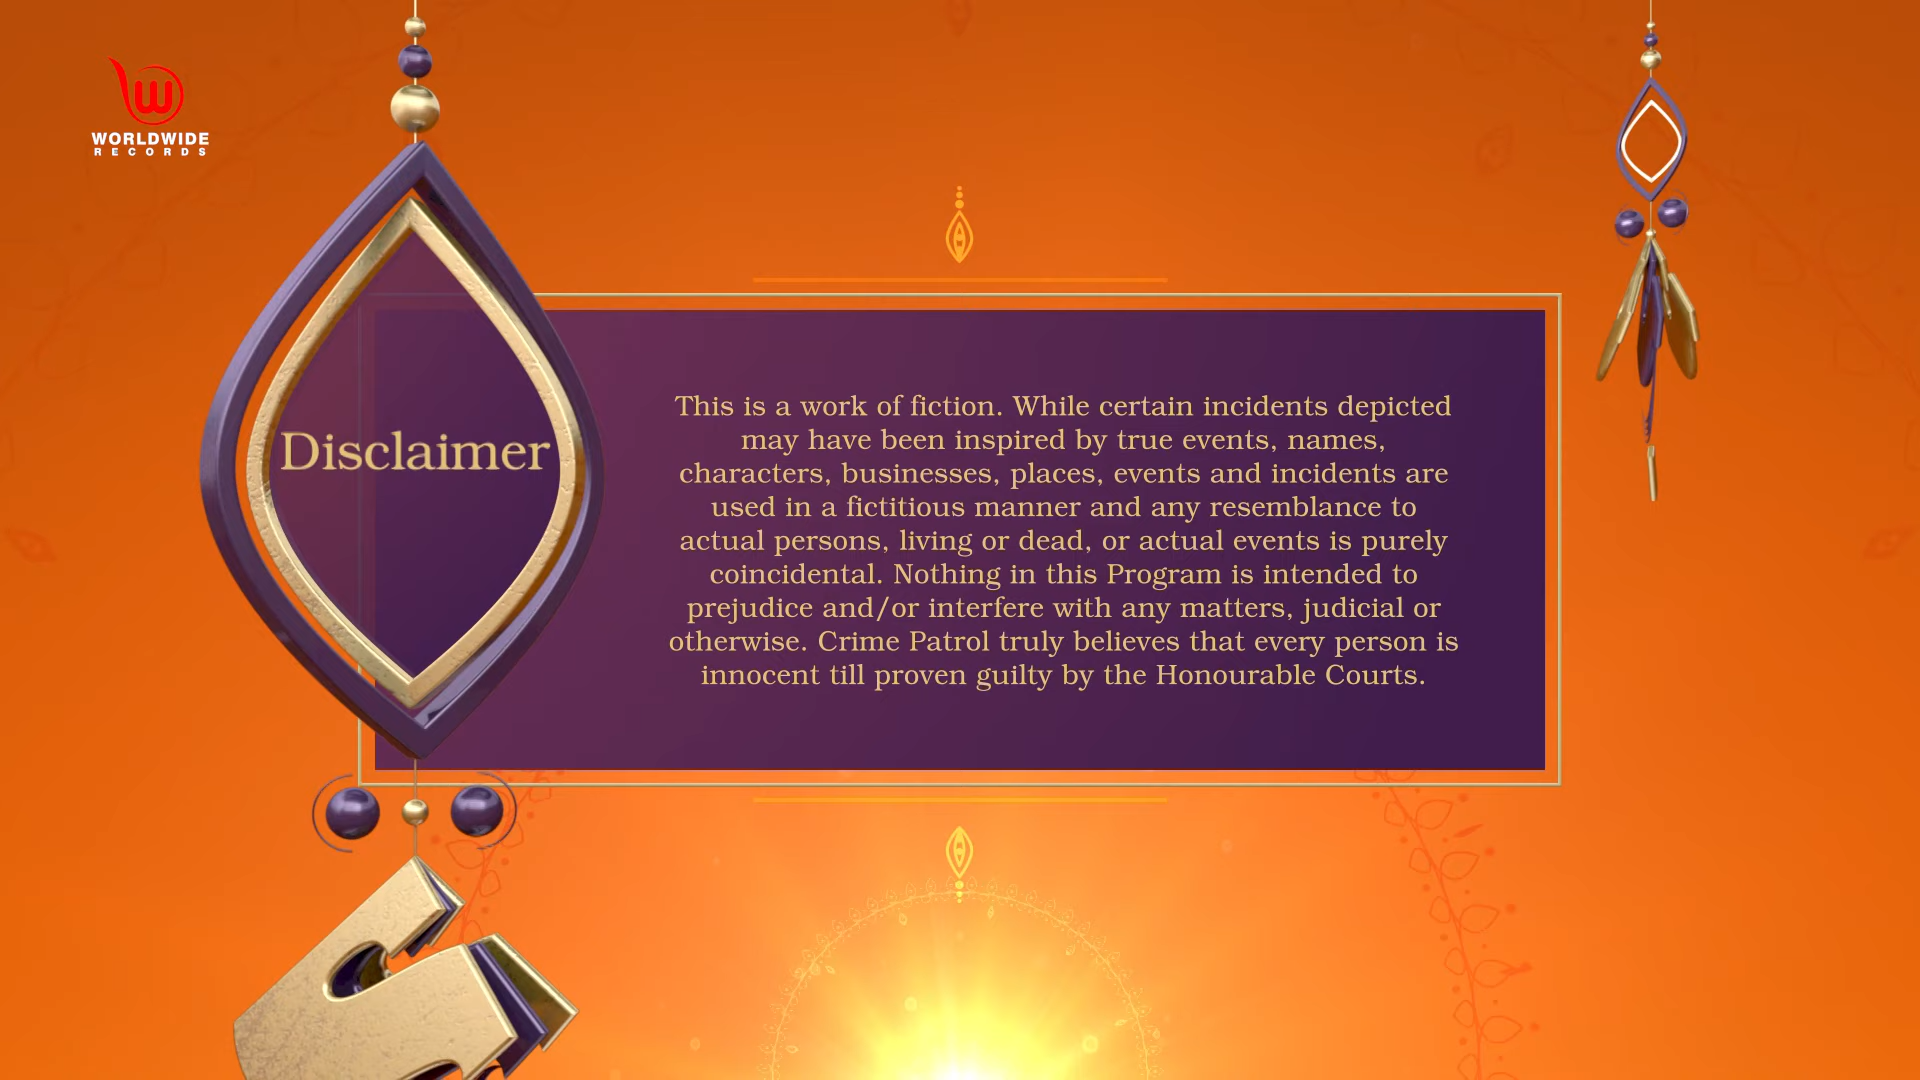 WORLDWIDE
RECORDS
Disclaimer
This is a work of fiction. While certain incidents depicted
may have been inspired by true events, names,
characters, businesses, places, events and incidents are
used in a fictitious manner and any resemblance to
actual persons, living or dead, or actual events is purely
coincidental. Nothing in this Program is intended to
prejudice and/or interfere with any matters, judicial or
otherwise. Crime Patrol truly believes that every person is
innocent till proven guilty by the Honourable Courts.